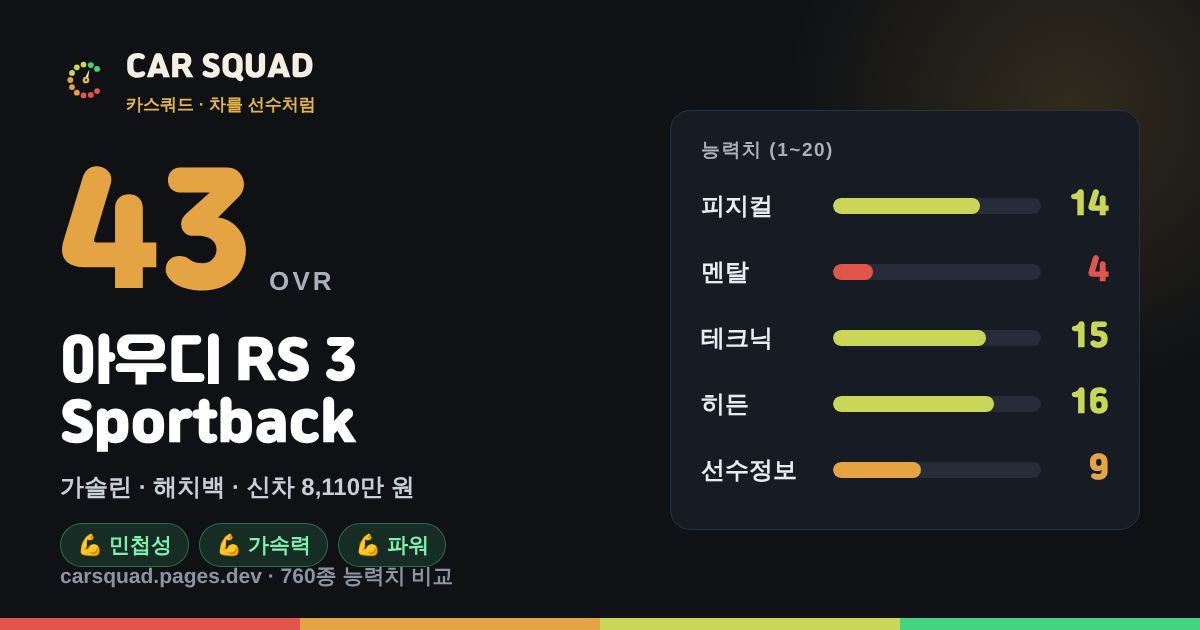 CAR SQUAD
카스쿼드 · 차를 선수처럼
43 OVR
아우디 RS 3
Sportback
가솔린 · 해치백 · 신차 8,110만 원
💪 민첩성 💪 가속력 💪 파워
carsquad.pages.dev · 760종 능력치 비교
능력치 (1~20)
피지컬 14
멘탈 4
테크닉 15
히든 16
선수정보 9